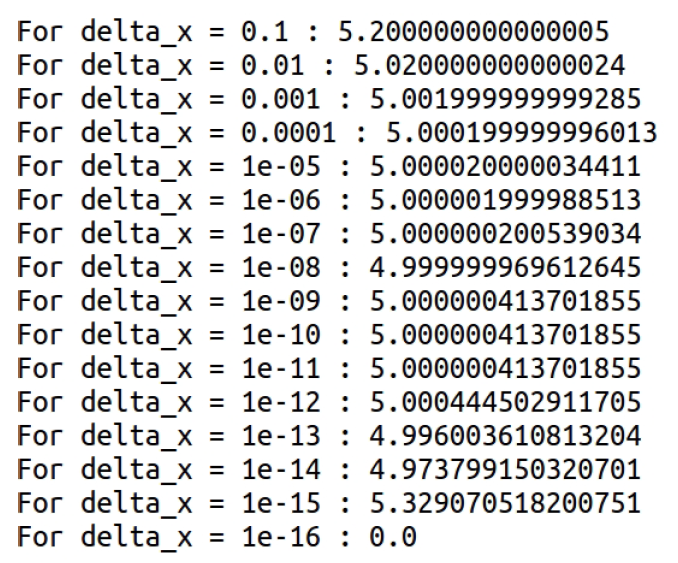 For delta_x = 0.1 : 5.200000000000005
For delta_x = 0.01 : 5.020000000000024
For delta_x = 0.001 : 5.001999999999285
For delta_x = 0.0001 : 5.000199999996013
For delta_x = 1e-05 : 5.000020000034411
For delta_x = 1e-06 : 5.000001999988513
For delta_x = 1e-07 : 5.000000200539034
For delta_x = 1e-08 : 4.999999969612645
For delta_x = 1e-09 : 5.000000413701855
For delta_x = 1e-10 : 5.000000413701855
For delta_x = 1e-11 : 5.000000413701855
For delta_x = 1e-12 : 5.000444502911705
For delta_x = 1e-13 : 4.996003610813204
For delta_x = 1e-14 : 4.973799150320701
For delta_x = 1e-15 : 5.329070518200751
For delta_x = 1e-16 : 0.0